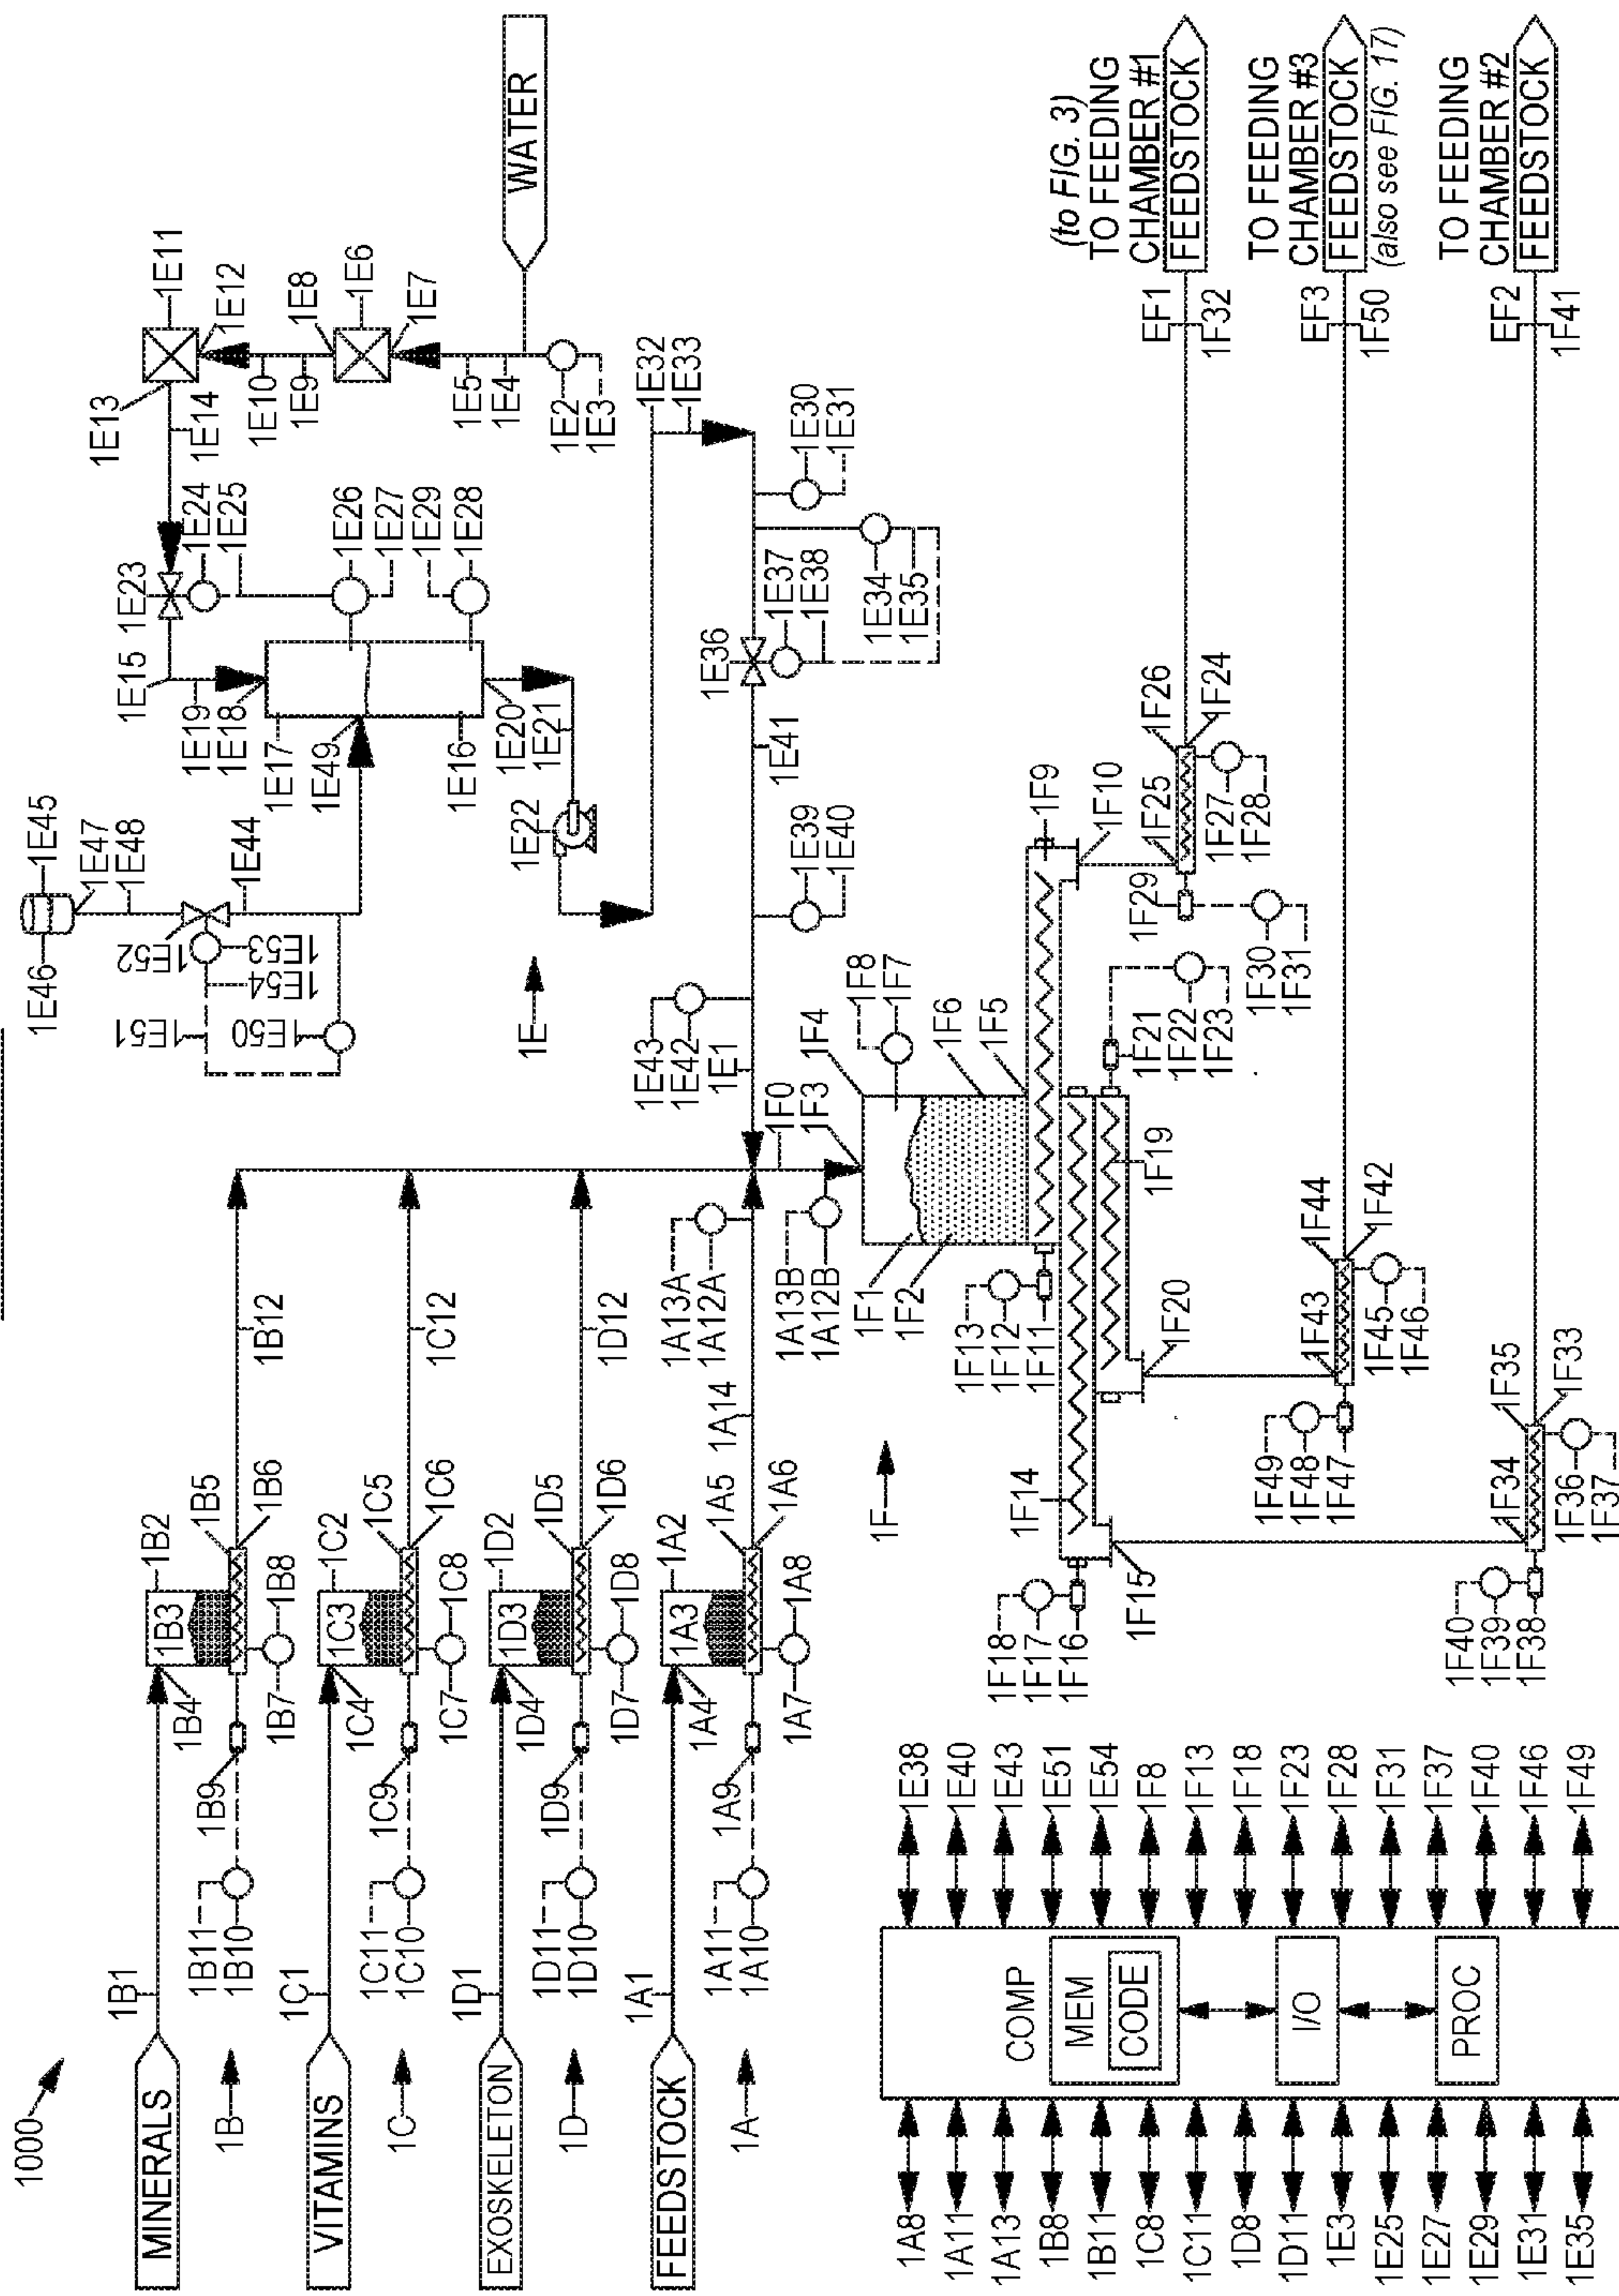 1000
MINERALS
1B1
1B
1B11
1B10
1B9
1B4
1B3
1B2
1B7
1B8
1B5
1B6
1B12
VITAMINS
1C1
1C
1C11
1C10
1C9
1C4
1C3
1C2
1C7
1C8
1C5
1C6
1C12
EXOSKELETON
1D1
1D
1D11
1D10
1D9
1D4
1D3
1D2
1D7
1D8
1D5
1D6
1D12
FEEDSTOCK
1A1
1A
1A11
1A10
1A9
1A4
1A3
1A2
1A7
1A8
1A5
1A6
1A14
1A13A
1A12A
1A13B
1A12B
1E46
1E45
1E47
1E48
1E44
1E52
1E53
1E54
1E51
1E50
1E
1E43
1E42
1E1
1E49
1E17
1E18
1E19
1E15
1E16
1E20
1E21
1E22
1E23
1E24
1E25
1E26
1E27
1E29
1E28
1E13
1E14
1E11
1E12
1E10
1E9
1E8
1E6
1E7
1E5
1E4
1E2
1E3
WATER
1E32
1E33
1E30
1E31
1E34
1E35
1E36
1E37
1E38
1E41
1E39
1E40
1F0
1F3
1F4
1F8
1F7
1F6
1F5
1F1
1F2
1F
1F13
1F12
1F11
1F9
1F10
1F14
1F15
1F18
1F17
1F16
1F19
1F20
1F21
1F22
1F23
1F29
1F25
1F26
1F24
1F27
1F28
1F30
1F31
1F49
1F48
1F47
1F43
1F44
1F42
1F45
1F46
1F40
1F39
1F38
1F34
1F35
1F33
1F36
1F37
EF1
1F32
(to FIG. 3)
TO FEEDING
CHAMBER #1
FEEDSTOCK
EF3
1F50
TO FEEDING
CHAMBER #3
FEEDSTOCK
(also see FIG. 17)
EF2
1F41
TO FEEDING
CHAMBER #2
FEEDSTOCK
COMP
MEM
CODE
I/O
PROC
1A8
1A11
1A13
1B8
1B11
1C8
1C11
1D8
1D11
1E3
1E25
1E27
1E29
1E31
1E35
1E38
1E40
1E43
1E51
1E54
1F8
1F13
1F18
1F23
1F28
1F31
1F37
1F40
1F46
1F49